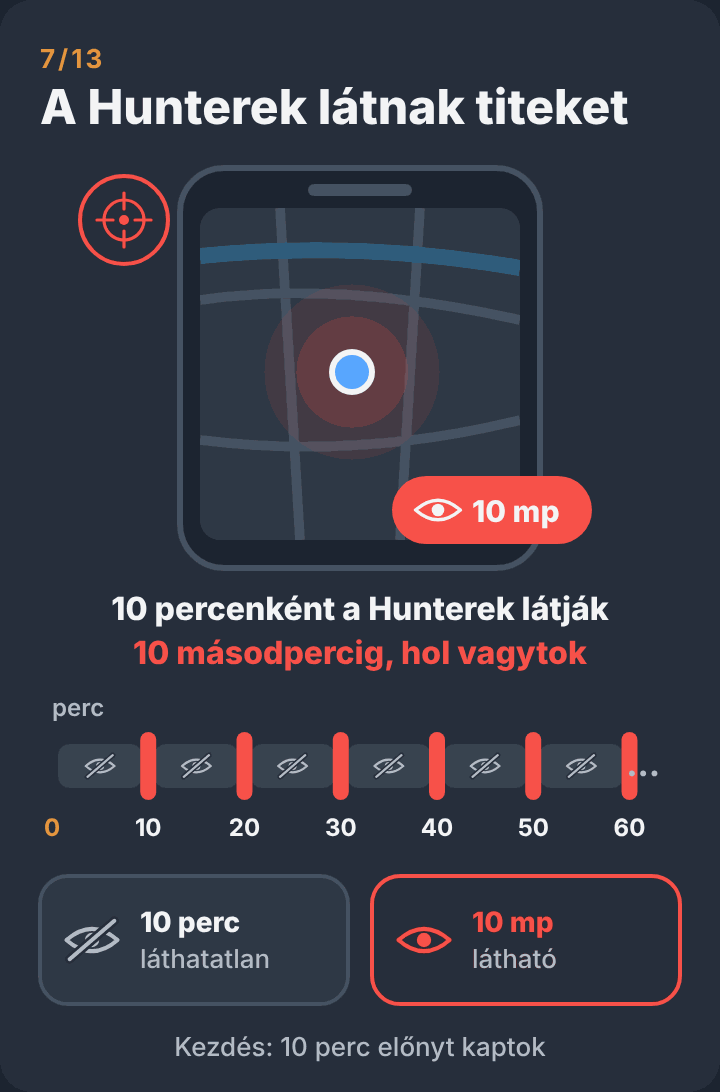 7/13
A Hunterek látnak titeket
10 mp
10 percenként a Hunterek látják
10 másodpercig, hol vagytok
perc
...
0 10 20 30 40 50 60
10 perc
láthatatlan
10 mp
látható
Kezdés: 10 perc előnyt kaptok